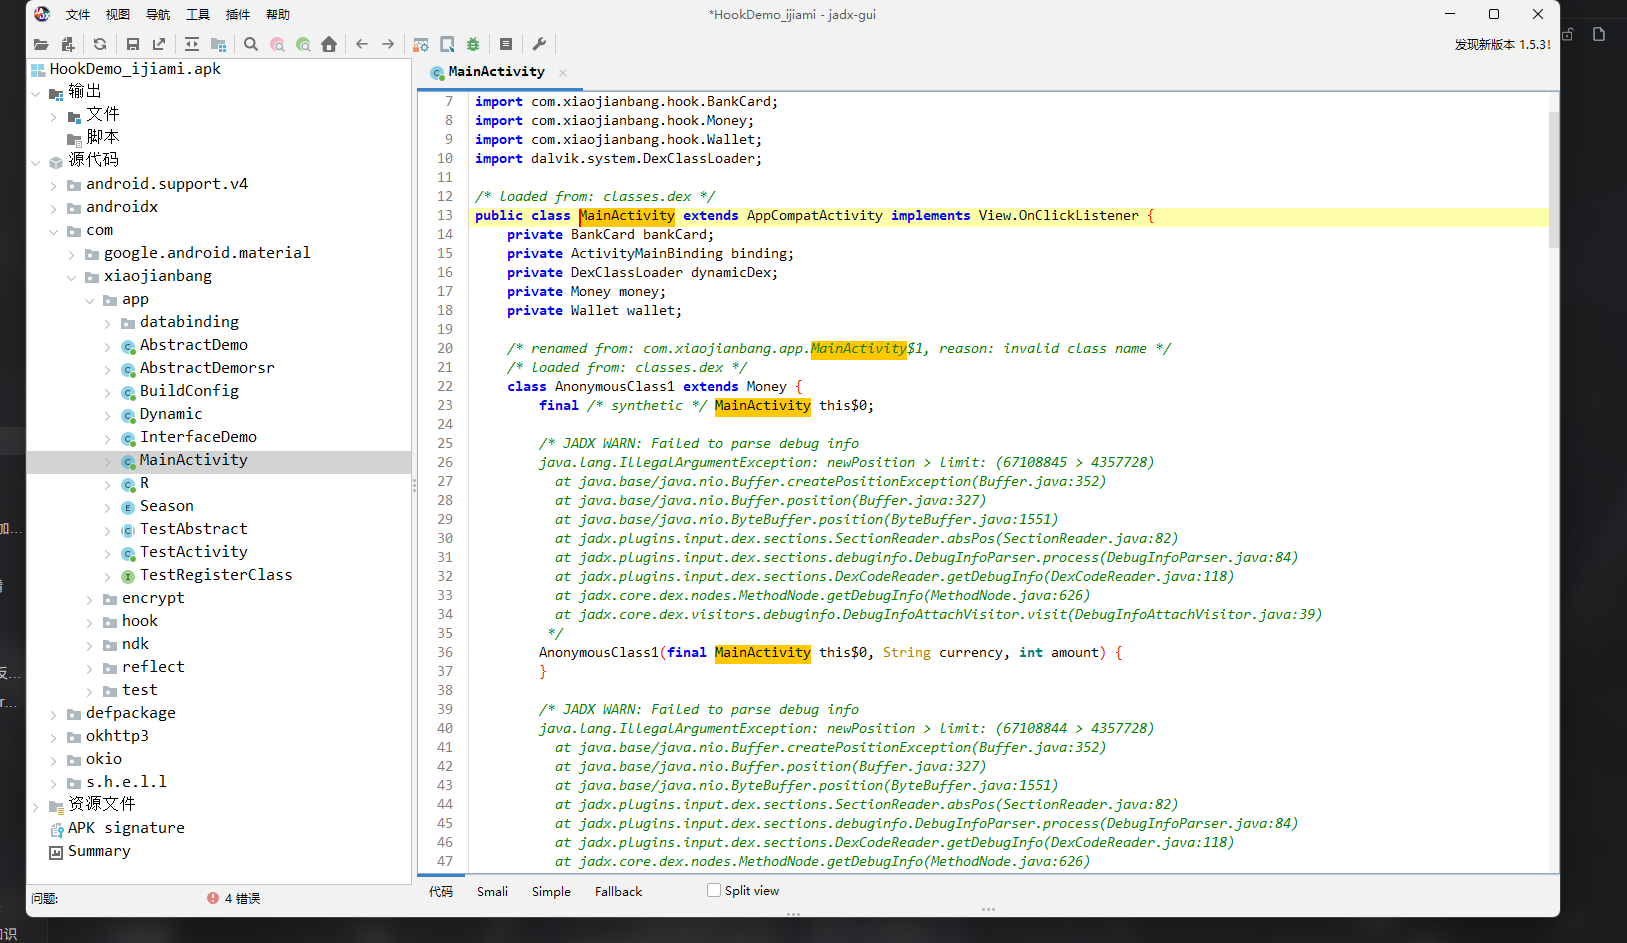 文件 视图 导航 工具 插件 帮助
*HookDemo_ijiami - jadx-gui
发现新版本 1.5.3!
HookDemo_ijiami.apk
输出
文件
脚本
源代码
android.support.v4
androidx
com
google.android.material
xiaojianbang
app
databinding
AbstractDemo
AbstractDemorsr
BuildConfig
Dynamic
InterfaceDemo
MainActivity
R
Season
TestAbstract
TestActivity
TestRegisterClass
encrypt
hook
ndk
reflect
test
defpackage
okhttp3
okio
s.h.e.l.l
资源文件
APK signature
Summary
问题: 4 错误
MainActivity
7 import com.xiaojianbang.hook.BankCard;
8 import com.xiaojianbang.hook.Money;
9 import com.xiaojianbang.hook.Wallet;
10 import dalvik.system.DexClassLoader;
11
12 /* loaded from: classes.dex */
13 public class MainActivity extends AppCompatActivity implements View.OnClickListener {
14 private BankCard bankCard;
15 private ActivityMainBinding binding;
16 private DexClassLoader dynamicDex;
17 private Money money;
18 private Wallet wallet;
19
20 /* renamed from: com.xiaojianbang.app.MainActivity$1, reason: invalid class name */
21 /* loaded from: classes.dex */
22 class AnonymousClass1 extends Money {
23 final /* synthetic */ MainActivity this$0;
24
25 /* JADX WARN: Failed to parse debug info
26 java.lang.IllegalArgumentException: newPosition > limit: (67108845 > 4357728)
27 at java.base/java.nio.Buffer.createPositionException(Buffer.java:352)
28 at java.base/java.nio.Buffer.position(Buffer.java:327)
29 at java.base/java.nio.ByteBuffer.position(ByteBuffer.java:1551)
30 at jadx.plugins.input.dex.sections.SectionReader.absPos(SectionReader.java:82)
31 at jadx.plugins.input.dex.sections.debuginfo.DebugInfoParser.process(DebugInfoParser.java:84)
32 at jadx.plugins.input.dex.sections.DexCodeReader.getDebugInfo(DexCodeReader.java:118)
33 at jadx.core.dex.nodes.MethodNode.getDebugInfo(MethodNode.java:626)
34 at jadx.core.dex.visitors.debuginfo.DebugInfoAttachVisitor.visit(DebugInfoAttachVisitor.java:39)
35 */
36 AnonymousClass1(final MainActivity this$0, String currency, int amount) {
37 }
38
39 /* JADX WARN: Failed to parse debug info
40 java.lang.IllegalArgumentException: newPosition > limit: (67108844 > 4357728)
41 at java.base/java.nio.Buffer.createPositionException(Buffer.java:352)
42 at java.base/java.nio.Buffer.position(Buffer.java:327)
43 at java.base/java.nio.ByteBuffer.position(ByteBuffer.java:1551)
44 at jadx.plugins.input.dex.sections.SectionReader.absPos(SectionReader.java:82)
45 at jadx.plugins.input.dex.sections.debuginfo.DebugInfoParser.process(DebugInfoParser.java:84)
46 at jadx.plugins.input.dex.sections.DexCodeReader.getDebugInfo(DexCodeReader.java:118)
47 at jadx.core.dex.nodes.MethodNode.getDebugInfo(MethodNode.java:626)
代码 Smali Simple Fallback Split view